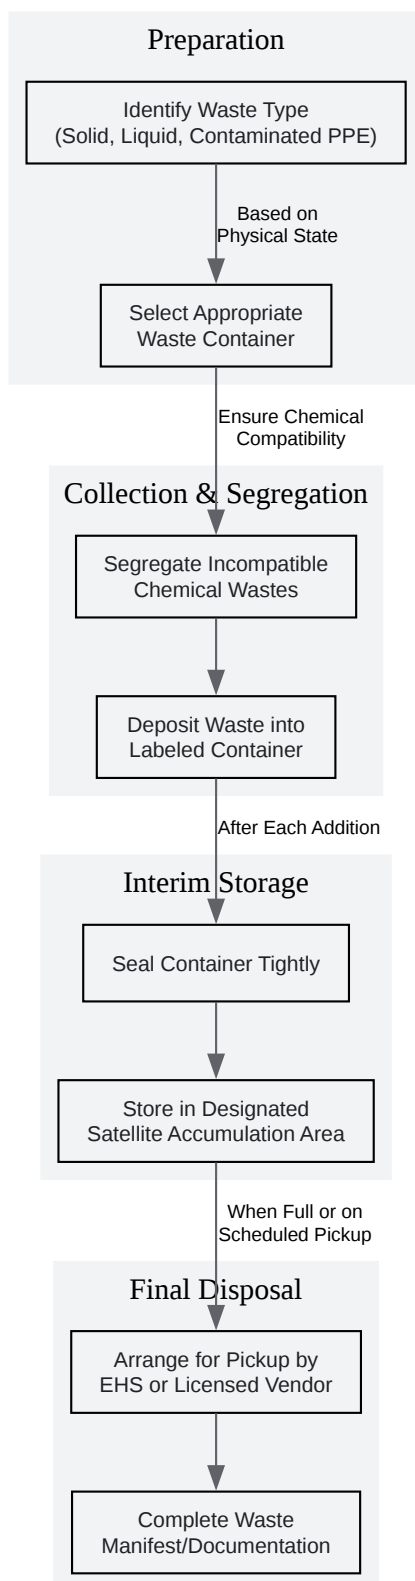 Preparation
Identify Waste Type
(Solid, Liquid, Contaminated PPE)
Based on
Physical State
Select Appropriate
Waste Container
Ensure Chemical
Compatibility
Collection & Segregation
Segregate Incompatible
Chemical Wastes
Deposit Waste into
Labeled Container
After Each Addition
Interim Storage
Seal Container Tightly
Store in Designated
Satellite Accumulation Area
When Full or on
Scheduled Pickup
Final Disposal
Arrange for Pickup by
EHS or Licensed Vendor
Complete Waste
Manifest/Documentation